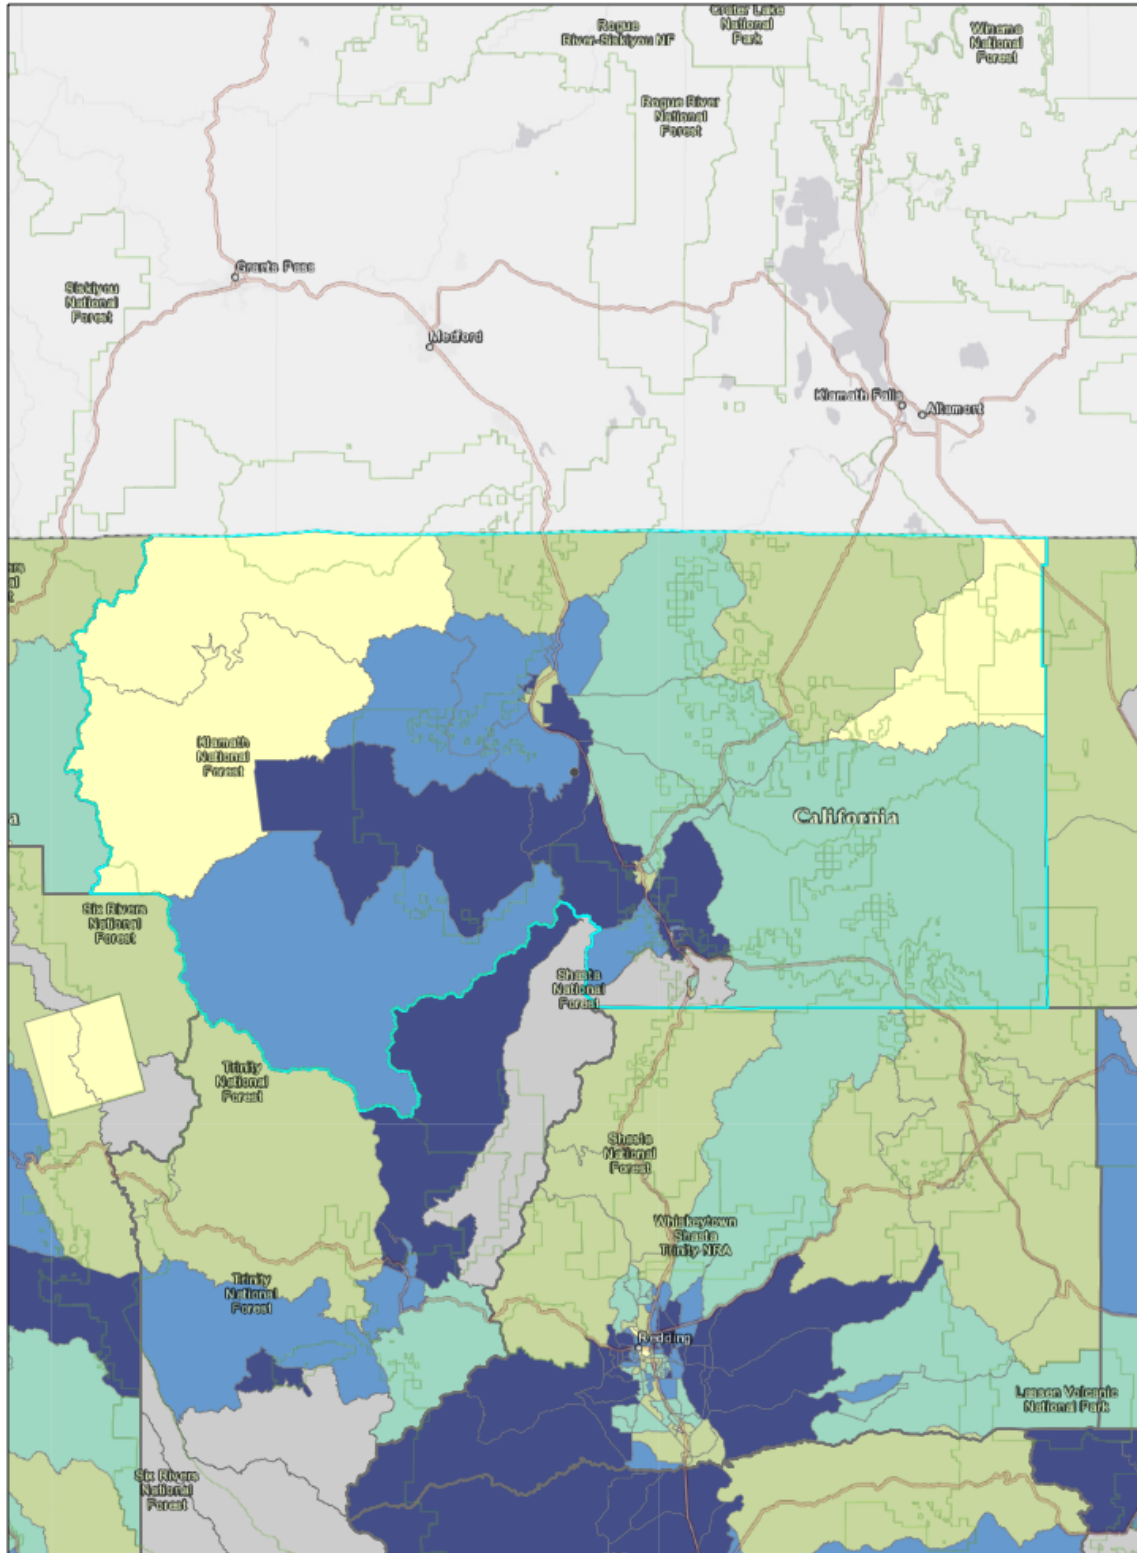 Rogue
River-Siskiyou NF
Crater Lake
National
Park
Winema
National
Forest
Rogue River
National
Forest
Grants Pass
Siskiyou
National
Forest
Medford
Klamath Falls
Altamont
Klamath
National
Forest
California
a
Six Rivers
National
Forest
Shasta
National
Forest
Trinity
National
Forest
Shasta
National
Forest
Whiskeytown
Shasta
Trinity NRA
Trinity
National
Forest
Redding
Lassen Volcanic
National Park
Six Rivers
National
Forest